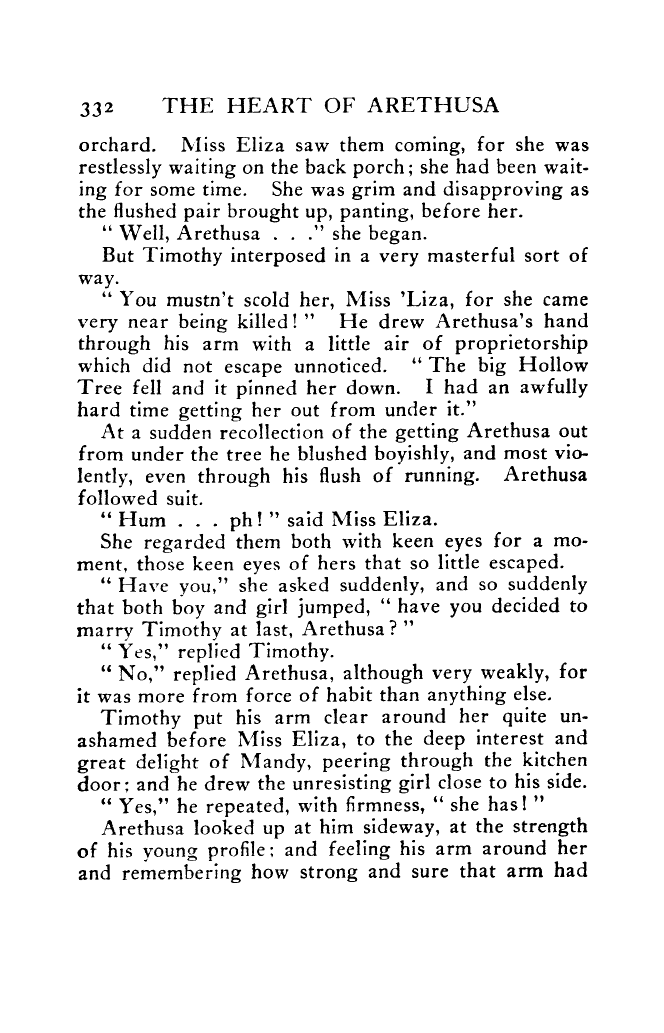 332 THE HEART OF ARETHUSA
orchard. Miss Eliza saw them coming, for she was
restlessly waiting on the back porch; she had been wait-
ing for some time. She was grim and disapproving as
the flushed pair brought up, panting, before her.
“ Well, Arethusa . . .” she began.
But Timothy interposed in a very masterful sort of
way.
“ You mustn't scold her, Miss 'Liza, for she came
very near being killed! ” He drew Arethusa's hand
through his arm with a little air of proprietorship
which did not escape unnoticed. “ The big Hollow
Tree fell and it pinned her down. I had an awfully
hard time getting her out from under it.”
At a sudden recollection of the getting Arethusa out
from under the tree he blushed boyishly, and most vio-
lently, even through his flush of running. Arethusa
followed suit.
“ Hum . . . ph! ” said Miss Eliza.
She regarded them both with keen eyes for a mo-
ment, those keen eyes of hers that so little escaped.
“ Have you,” she asked suddenly, and so suddenly
that both boy and girl jumped, “ have you decided to
marry Timothy at last, Arethusa? ”
“ Yes,” replied Timothy.
“ No,” replied Arethusa, although very weakly, for
it was more from force of habit than anything else.
Timothy put his arm clear around her quite un-
ashamed before Miss Eliza, to the deep interest and
great delight of Mandy, peering through the kitchen
door; and he drew the unresisting girl close to his side.
“ Yes,” he repeated, with firmness, “ she has! ”
Arethusa looked up at him sideway, at the strength
of his young profile; and feeling his arm around her
and remembering how strong and sure that arm had